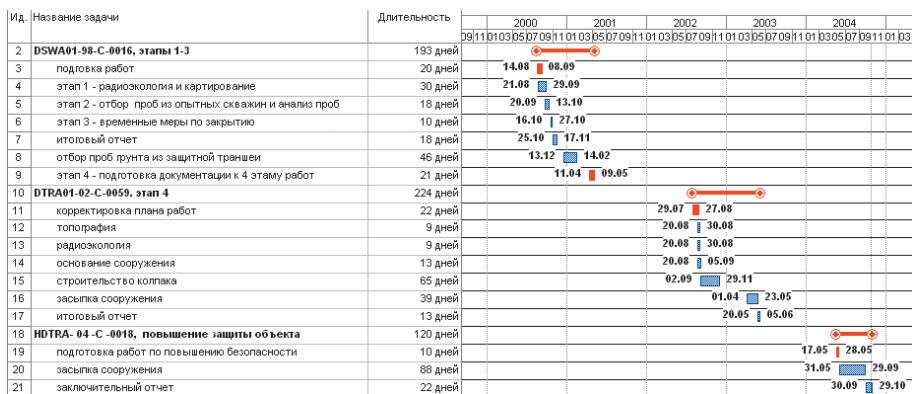 Ид. Название задачи Длительность 2000 2001 2002 2003 2004
09 11 01 03 05 07 09 11 01 03 05 07 09 11 01 03 05 07 09 11 01 03 05 07 09 11 01 03 05 07 09 11 01 03
2 DSWA01-98-C-0016, этапы 1-3 193 дней
3 подговка работ 20 дней 14.08 08.09
4 этап 1 - радиоэкология и картирование 30 дней 21.08 29.09
5 этап 2 - отбор проб из опытных скважин и анализ проб 18 дней 20.09 13.10
6 этап 3 - временные меры по закрытию 10 дней 16.10 27.10
7 итоговый отчет 18 дней 25.10 17.11
8 отбор проб грунта из защитной траншеи 46 дней 13.12 14.02
9 этап 4 - подготовка документации к 4 этаму работ 21 дней 11.04 09.05
10 DTRA01-02-C-0059. этап 4 224 дней
11 корректировка плана работ 22 дней 29.07 27.08
12 топография 9 дней 20.08 30.08
13 радиоэкология 9 дней 20.08 30.08
14 основание сооружения 13 дней 20.08 05.09
15 строительство колпака 65 дней 02.09 29.11
16 засыпка сооружения 39 дней 01.04 23.05
17 итоговый отчет 13 дней 20.05 05.06
18 HDTRA- 04 -C -0018, повышение защиты объекта 120 дней
19 подготовка работ по повышению безопасности 10 дней 17.05 28.05
20 засыпка сооружения 88 дней 31.05 29.09
21 заключительный отчет 22 дней 30.09 29.10